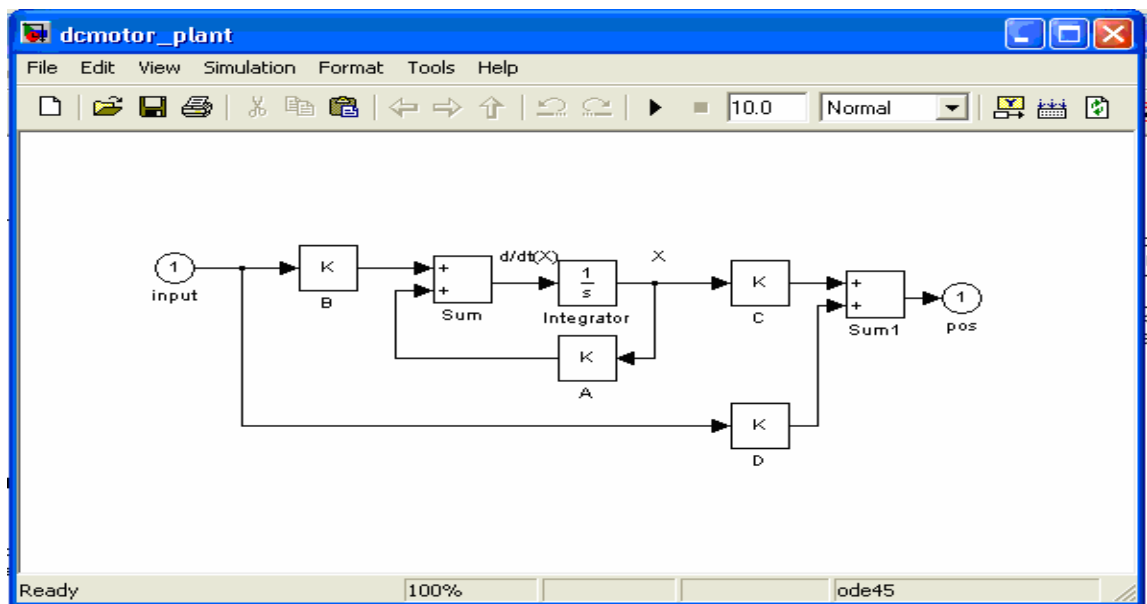 dcmotor_plant
File Edit View Simulation Format Tools Help
10.0 Normal
d/dt(X) X
1 K + + 1 s K + + 1
input B Sum Integrator C Sum1 pos
K
A
K
D
Ready 100% ode45